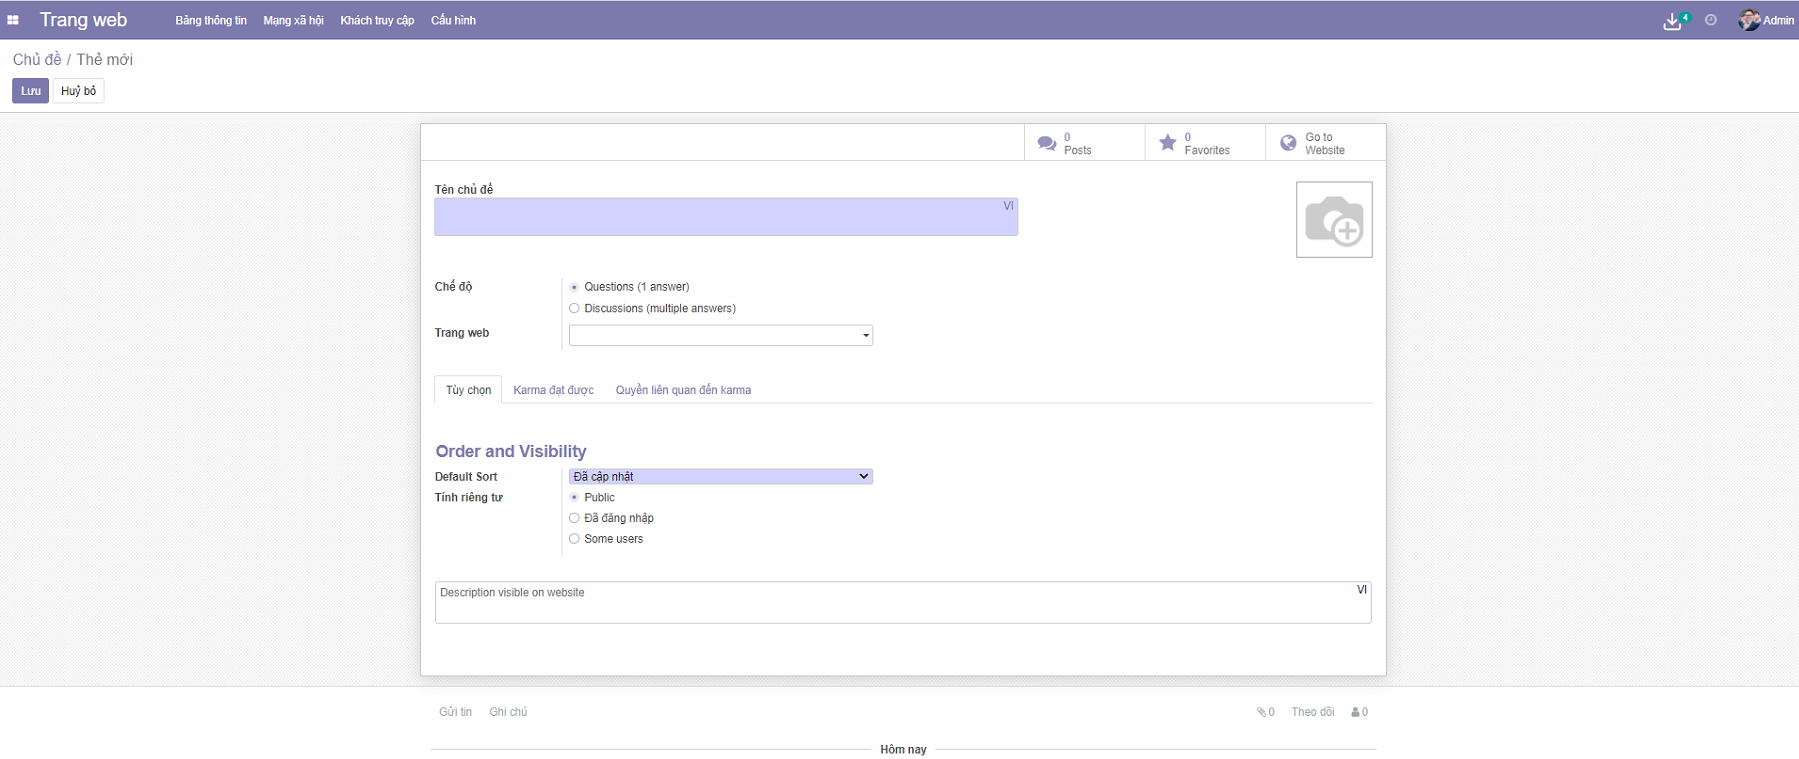 Trang web Bảng thông tin Mạng xã hội Khách truy cập Cấu hình 4 Admin
Chủ đề / Thẻ mới
Lưu Huỷ bỏ
0 Posts
0 Favorites
Go to Website
Tên chủ đề
VI
Chế độ Questions (1 answer)
Discussions (multiple answers)
Trang web
Tùy chọn Karma đạt được Quyền liên quan đến karma
Order and Visibility
Default Sort Đã cập nhật
Tính riêng tư Public
Đã đăng nhập
Some users
Description visible on website VI
Gửi tin Ghi chú 0 Theo dõi 0
Hôm nay